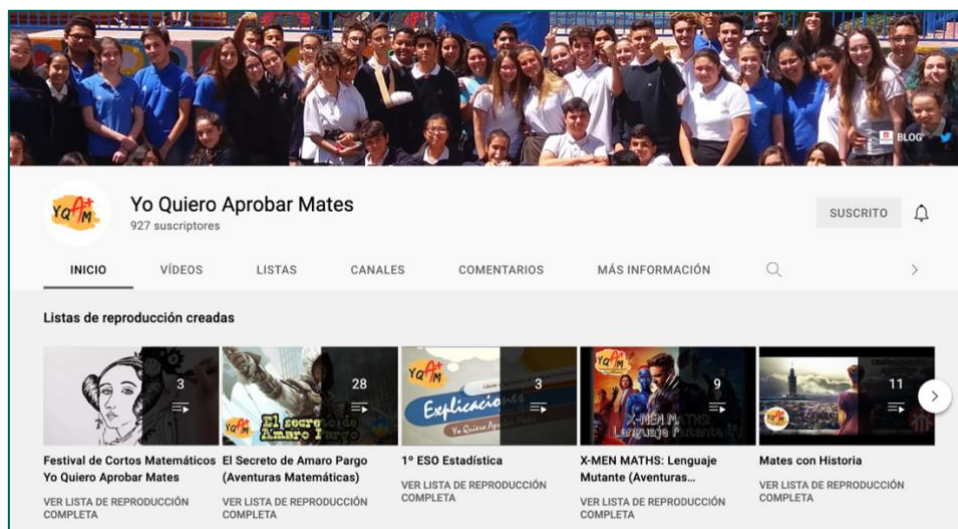 BLOG
YQA+M
Yo Quiero Aprobar Mates
927 suscriptores
SUSCRITO
INICIO VÍDEOS LISTAS CANALES COMENTARIOS MÁS INFORMACIÓN
Listas de reproducción creadas
3 28 3 9 11
YQA+M
Explicaciones
Yo Quiero Aprobar Mates
El secreto de
Amaro Pargo
X-MEN MATHS:
Lenguaje Mutante
Festival de Cortos Matemáticos
Yo Quiero Aprobar Mates
VER LISTA DE REPRODUCCIÓN
COMPLETA
El Secreto de Amaro Pargo
(Aventuras Matemáticas)
VER LISTA DE REPRODUCCIÓN
COMPLETA
1º ESO Estadística
VER LISTA DE REPRODUCCIÓN
COMPLETA
X-MEN MATHS: Lenguaje
Mutante (Aventuras...
VER LISTA DE REPRODUCCIÓN
COMPLETA
Mates con Historia
VER LISTA DE REPRODUCCIÓN
COMPLETA